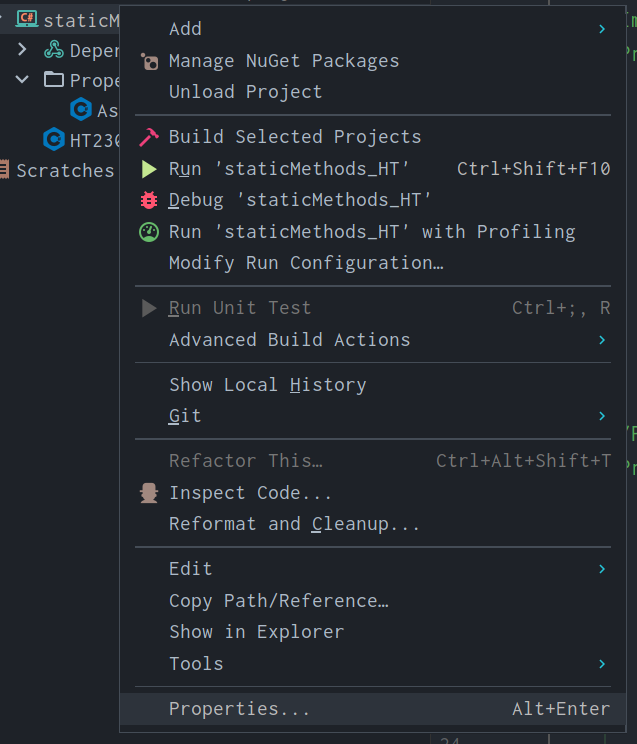 staticM
Add
Deper
Manage NuGet Packages
Prope
Unload Project
As
Build Selected Projects
HT230
Run 'staticMethods_HT' Ctrl+Shift+F10
Scratches
Debug 'staticMethods_HT'
Run 'staticMethods_HT' with Profiling
Modify Run Configuration…
Run Unit Test Ctrl+;, R
Advanced Build Actions
Show Local History
Git
Refactor This… Ctrl+Alt+Shift+T
Inspect Code...
Reformat and Cleanup...
Edit
Copy Path/Reference…
Show in Explorer
Tools
Properties... Alt+Enter